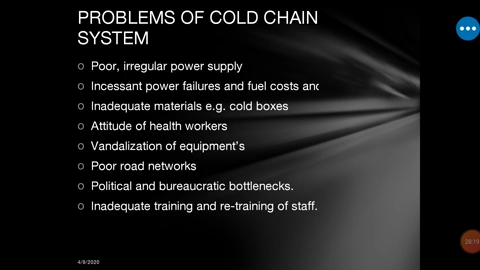 PROBLEMS OF COLD CHAIN
SYSTEM
o Poor, irregular power supply
o Incessant power failures and fuel costs and
o Inadequate materials e.g. cold boxes
o Attitude of health workers
o Vandalization of equipment's
o Poor road networks
o Political and bureaucratic bottlenecks.
o Inadequate training and re-training of staff.
4/9/2020
28:19